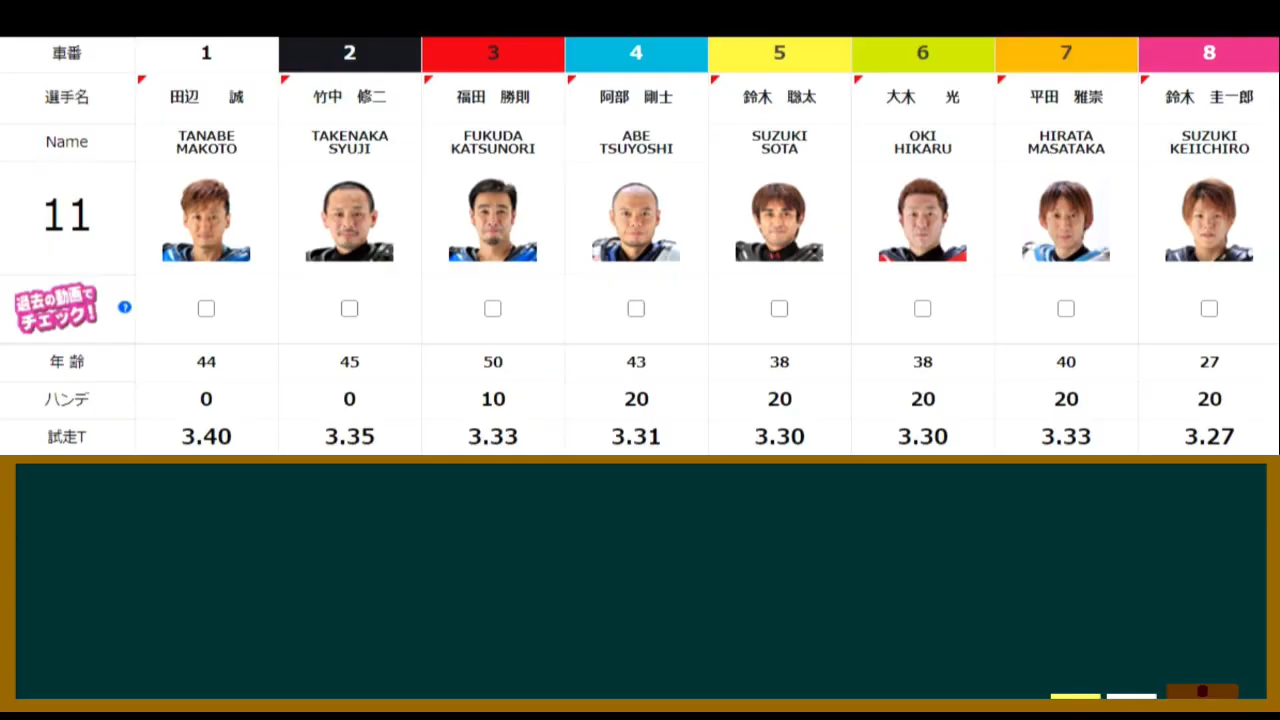 車番 1 2 3 4 5 6 7 8
選手名 田辺 誠 竹中 修二 福田 勝則 阿部 剛士 鈴木 聡太 大木 光 平田 雅崇 鈴木 圭一郎
Name TANABE MAKOTO TAKENAKA SYUJI FUKUDA KATSUNORI ABE TSUYOSHI SUZUKI SOTA OKI HIKARU HIRATA MASATAKA SUZUKI KEIICHIRO
11
過去の動画で
チェック! ?
年齢 44 45 50 43 38 38 40 27
ハンデ 0 0 10 20 20 20 20 20
試走T 3.40 3.35 3.33 3.31 3.30 3.30 3.33 3.27